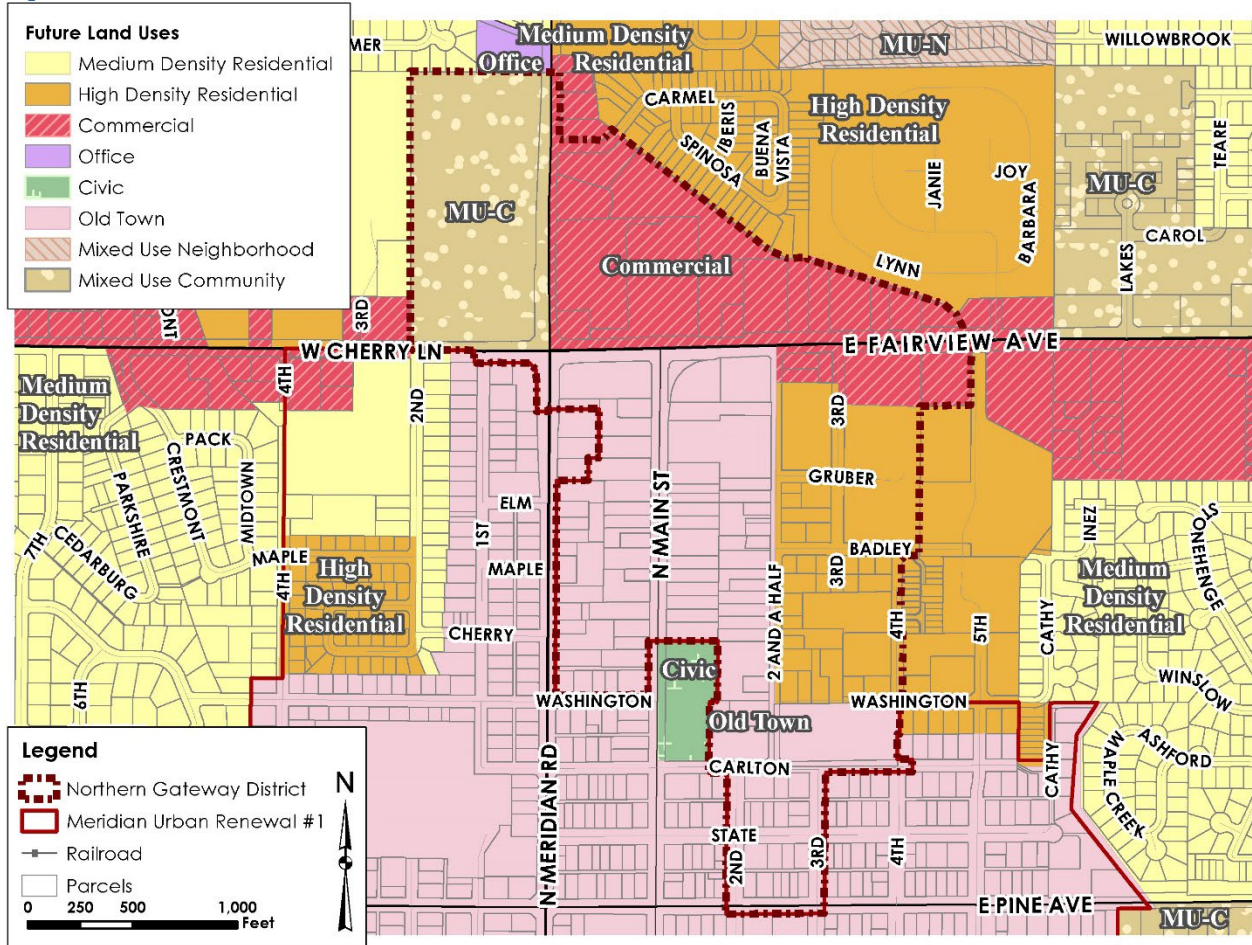 Future Land Uses
Medium Density Residential
High Density Residential
Commercial
Office
Civic
Old Town
Mixed Use Neighborhood
Mixed Use Community
MER
Office
Medium Density
Residential
MU-N
WILLOWBROOK
CARMEL
IBERIS
BUENA
VISTA
SPINOSA
High Density
Residential
JANIE
JOY
BARBARA
TEARE
MU-C
CAROL
LAKES
MU-C
Commercial
LYNN
ONT
3RD
W CHERRY LN
E FAIRVIEW AVE
Medium
Density
Residential
4TH
2ND
3RD
PACK
CRESTMONT
PARKSHIRE
MIDTOWN
CEDARBURG
7TH
MAPLE
4TH
6TH
High
Density
Residential
ELM
1ST
MAPLE
CHERRY
N MAIN ST
GRUBER
BADLEY
3RD
2 AND A HALF
4TH
5TH
INEZ
STONEHENGE
CATHY
Medium
Density
Residential
WINSLOW
WASHINGTON
Civic
Old Town
WASHINGTON
CARLTON
CATHY
ASHFORD
MAPLE CREEK
N MERIDIAN RD
STATE
2ND
3RD
4TH
E PINE AVE
MU-C
Legend
Northern Gateway District
Meridian Urban Renewal #1
Railroad
Parcels
N
0 250 500 1,000
Feet